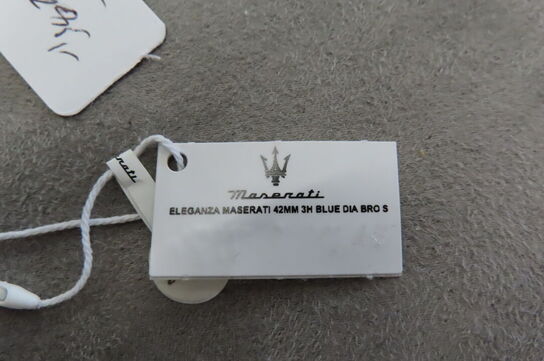 Maserati
ELEGANZA MASERATI 42MM 3H BLUE DIA BRO S